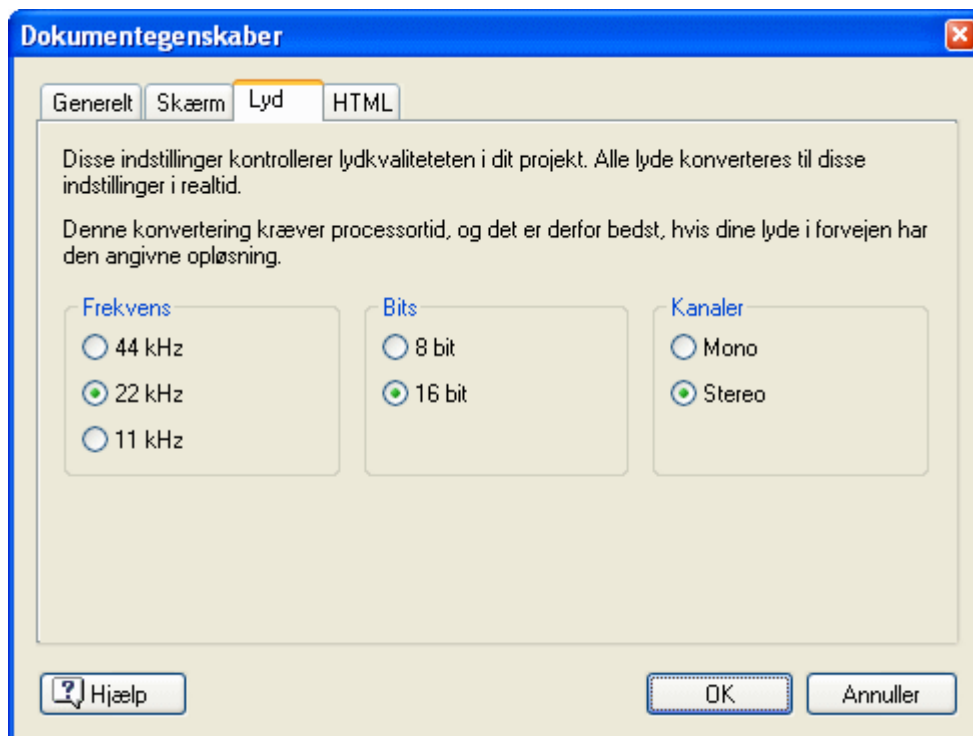 Dokumentegenskaber
Generelt Skærm Lyd HTML
Disse indstillinger kontrollerer lydkvaliteteten i dit projekt. Alle lyde konverteres til disse
indstillinger i realtid.
Denne konvertering kræver processortid, og det er derfor bedst, hvis dine lyde i forvejen har
den angivne opløsning.
Frekvens Bits Kanaler
44 kHz 8 bit Mono
22 kHz 16 bit Stereo
11 kHz
Hjælp OK Annuller